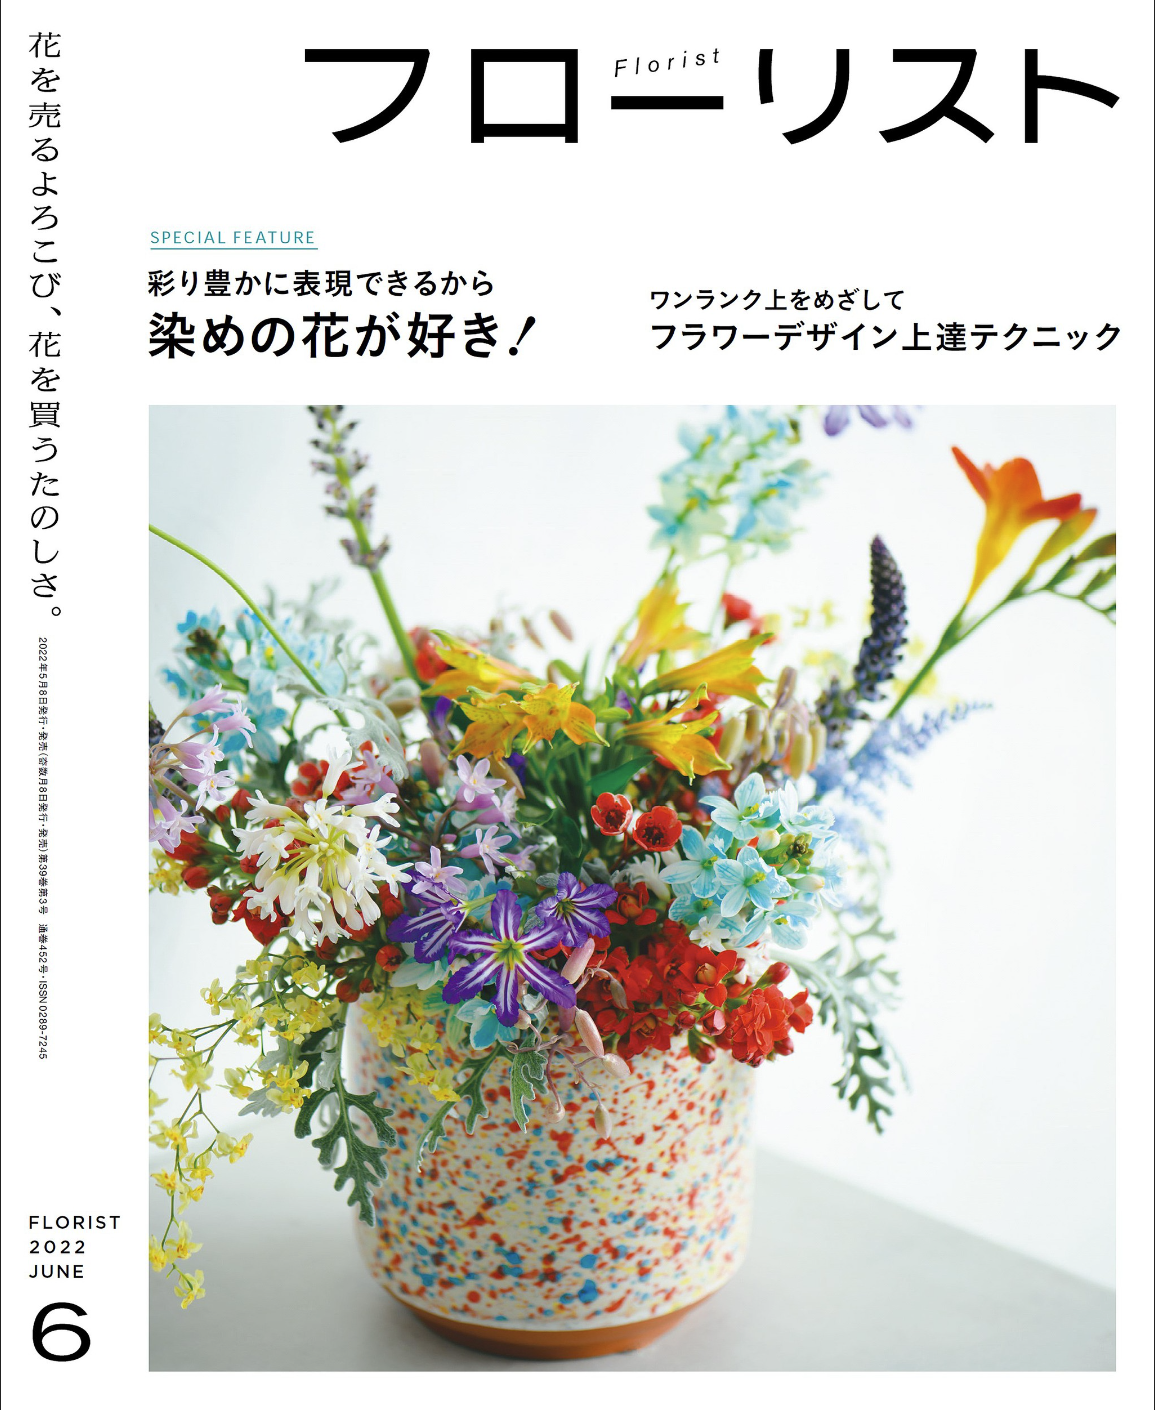 フローリスト
Florist
花を売るよろこび、花を買うたのしさ。
SPECIAL FEATURE
彩り豊かに表現できるから
染めの花が好き!
ワンランク上をめざして
フラワーデザイン上達テクニック
2022年5月8日発行・発売(奇数月8日発行・発売)第39巻第3号 通巻452号・ISSN 0289-7245
FLORIST
2022
JUNE
6